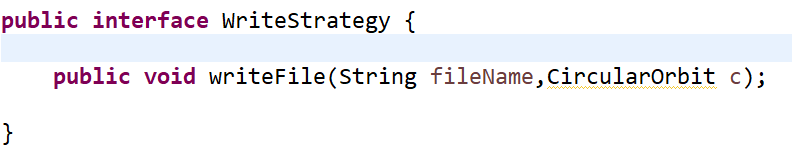 public interface WriteStrategy {
public void writeFile(String fileName,CircularOrbit c);
}